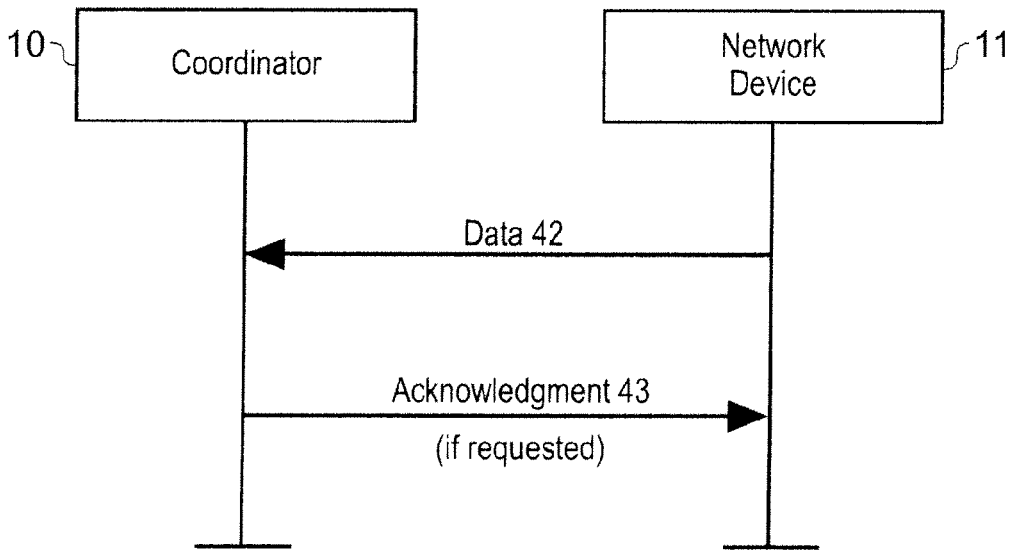 10
Coordinator
Network
Device
11
Data 42
Acknowledgment 43
(if requested)